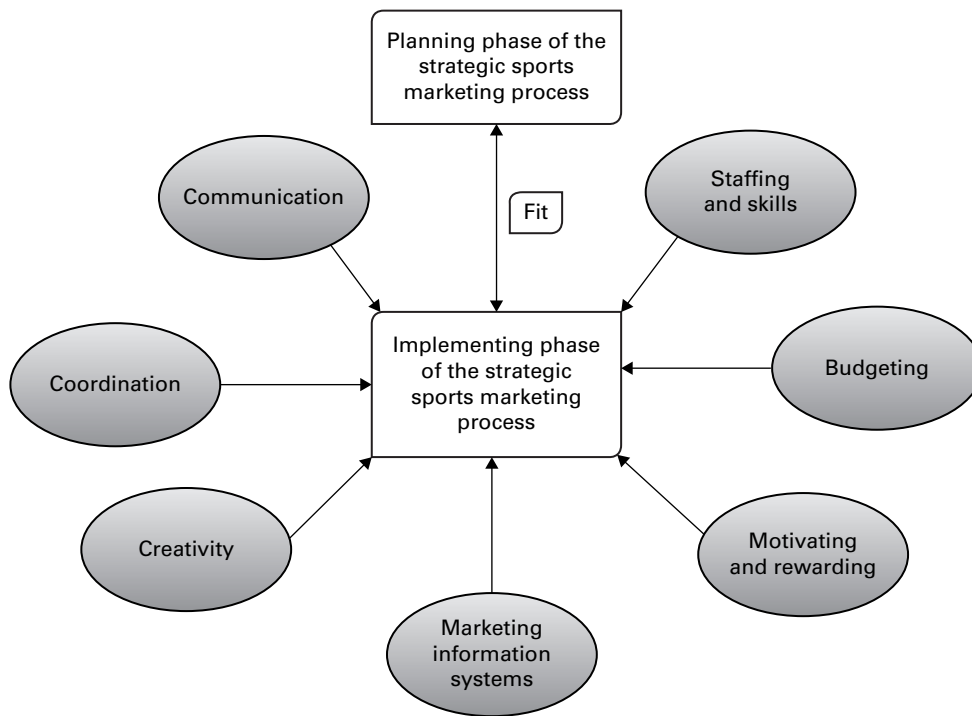 Planning phase of the
strategic sports
marketing process
Communication
Staffing
and skills
Fit
Implementing phase
of the strategic
sports marketing
process
Coordination
Budgeting
Creativity
Motivating
and rewarding
Marketing
information
systems